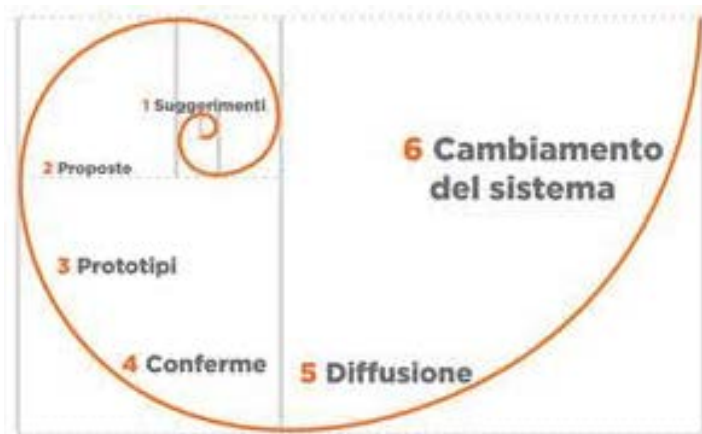 1 Suggerimenti
2 Proposte
3 Prototipi
4 Conferme
5 Diffusione
6 Cambiamento
del sistema